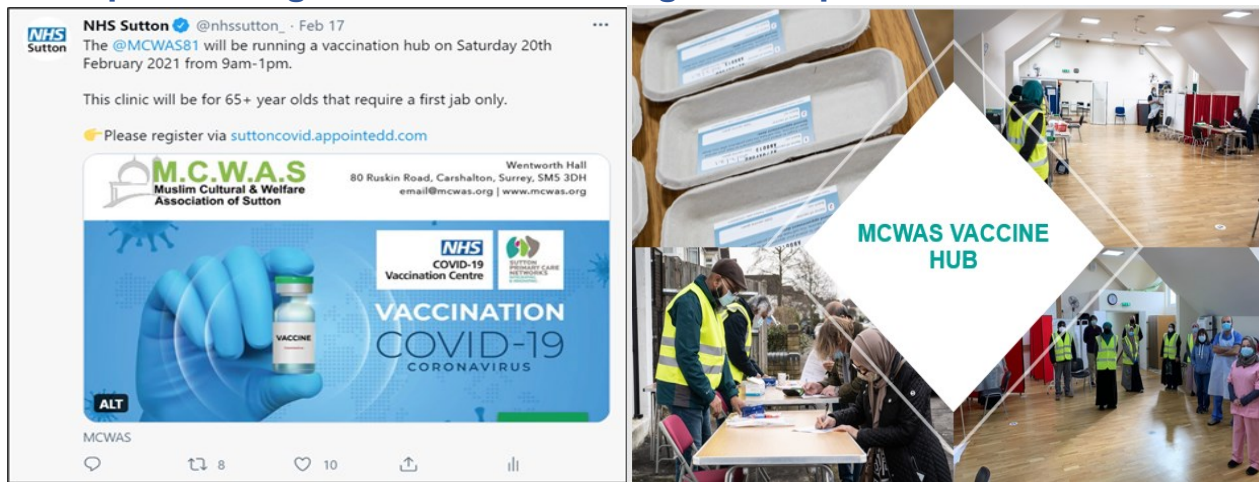 NHS Sutton @nhssutton_ · Feb 17
The @MCWAS81 will be running a vaccination hub on Saturday 20th
February 2021 from 9am-1pm.
This clinic will be for 65+ year olds that require a first jab only.
👉Please register via suttoncovid.appointedd.com
NHS
Sutton
M.C.W.A.S
Muslim Cultural & Welfare
Association of Sutton
Wentworth Hall
80 Ruskin Road, Carshalton, Surrey, SM5 3DH
email@mcwas.org | www.mcwas.org
NHS
COVID-19
Vaccination Centre
SUTTON
PRIMARY CARE
NETWORKS
VACCINATION
COVID-19
CORONAVIRUS
VACCINE
ALT
MCWAS
8
10
MCWAS VACCINE
HUB